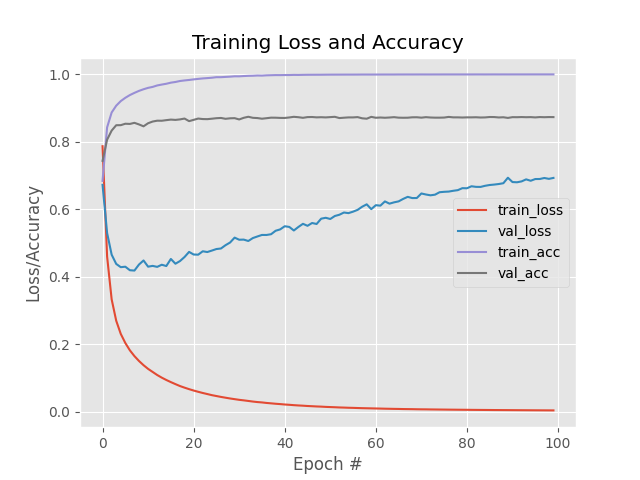 Training Loss and Accuracy
Loss/Accuracy
1.0
0.8
0.6
0.4
0.2
0.0
train_loss
val_loss
train_acc
val_acc
0 20 40 60 80 100
Epoch #